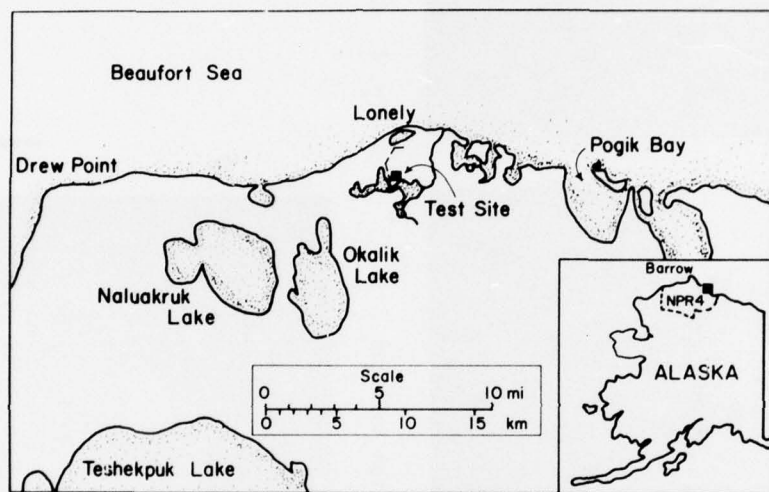 Beaufort Sea
Lonely
Drew Point
Pogik Bay
Test Site
Naluakruk
Lake
Okalik
Lake
Scale
0 5 10 mi
0 5 10 15 km
Teshekpuk Lake
Barrow
NPR4
ALASKA